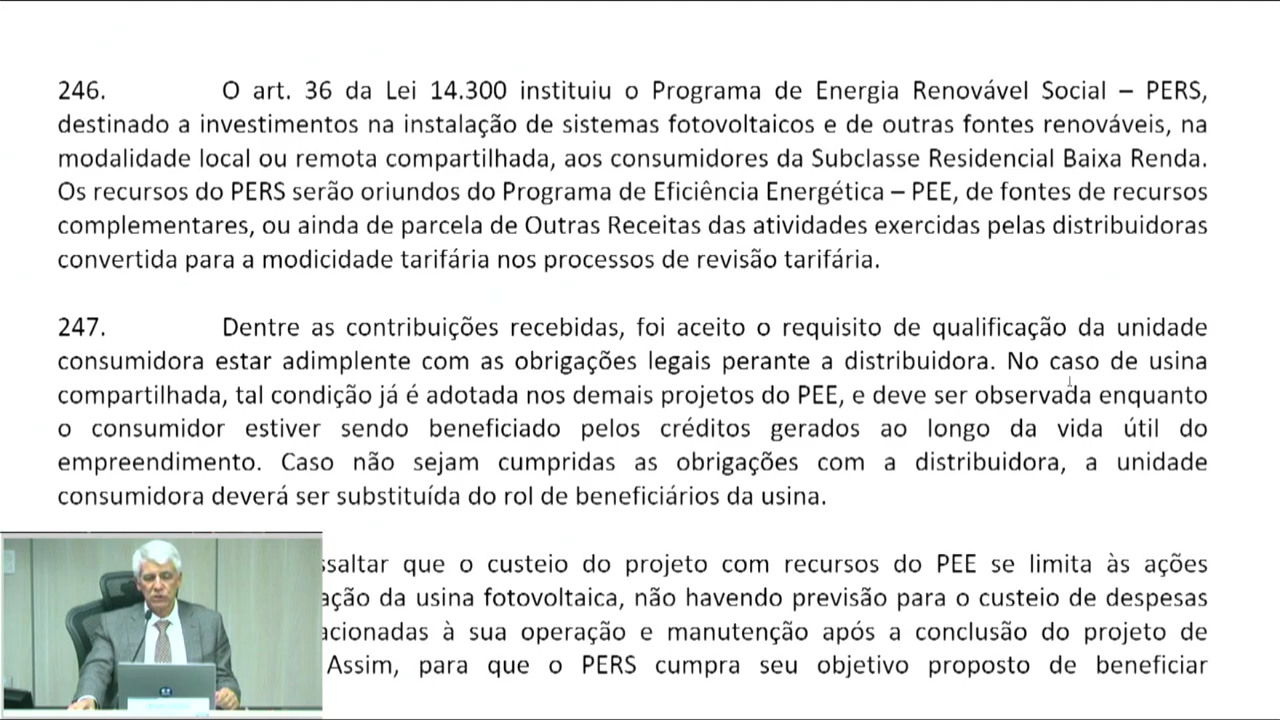 246. O art. 36 da Lei 14.300 instituiu o Programa de Energia Renovável Social – PERS,
destinado a investimentos na instalação de sistemas fotovoltaicos e de outras fontes renováveis, na
modalidade local ou remota compartilhada, aos consumidores da Subclasse Residencial Baixa Renda.
Os recursos do PERS serão oriundos do Programa de Eficiência Energética – PEE, de fontes de recursos
complementares, ou ainda de parcela de Outras Receitas das atividades exercidas pelas distribuidoras
convertida para a modicidade tarifária nos processos de revisão tarifária.
247. Dentre as contribuições recebidas, foi aceito o requisito de qualificação da unidade
consumidora estar adimplente com as obrigações legais perante a distribuidora. No caso de usina
compartilhada, tal condição já é adotada nos demais projetos do PEE, e deve ser observada enquanto
o consumidor estiver sendo beneficiado pelos créditos gerados ao longo da vida útil do
empreendimento. Caso não sejam cumpridas as obrigações com a distribuidora, a unidade
consumidora deverá ser substituída do rol de beneficiários da usina.
ssaltar que o custeio do projeto com recursos do PEE se limita às ações
ação da usina fotovoltaica, não havendo previsão para o custeio de despesas
acionadas à sua operação e manutenção após a conclusão do projeto de
Assim, para que o PERS cumpra seu objetivo proposto de beneficiar